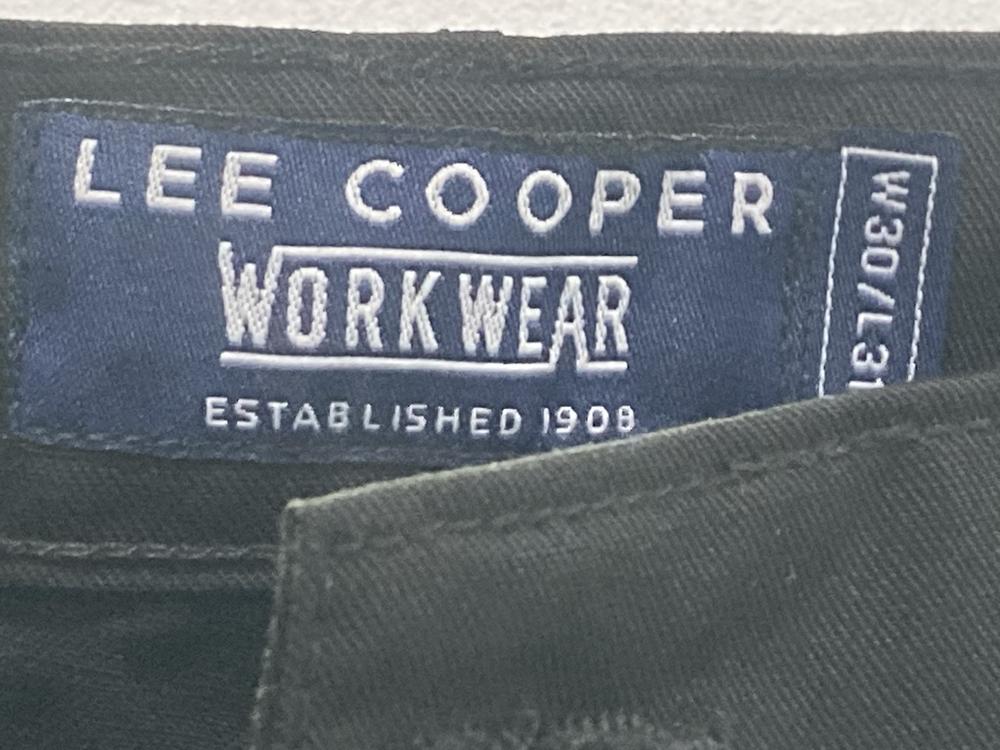 LEE COOPER
WORKWEAR
ESTABLISHED 1908
W30/L31